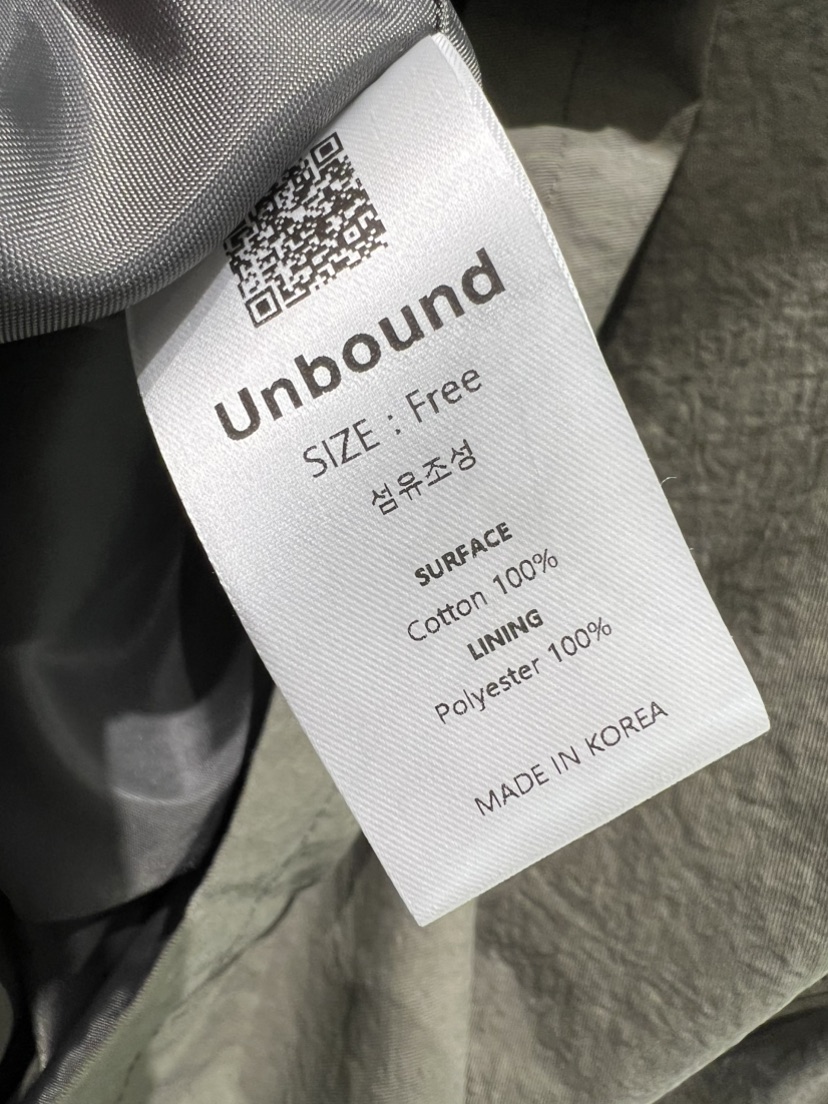 Unbound
SIZE : Free
섬유조성
SURFACE
Cotton 100%
LINING
Polyester 100%
MADE IN KOREA